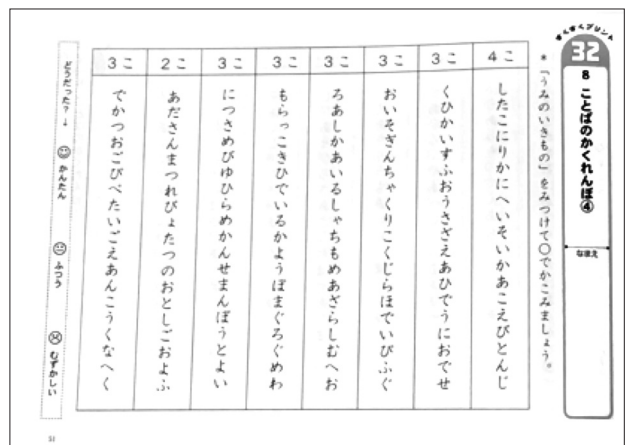 すくすくプリント
32
8 ことばのかくれんぼ④
なまえ
＊「うみのいきもの」をみつけて○でかこみましょう。
4こ
したこにりかにへいそいかあこえびとんじ
3こ
くひかいすふおうさざえあひでうにおでせ
3こ
おいそぎんちゃくりこくじらほでいびふぐ
3こ
ろあしかあいるしゃちもめあざらしむへお
3こ
もらっこきひでいるかようぼまぐろぐめわ
3こ
につさめびゆひらめかんせまんぼうとよい
2こ
あださんまつれびょたつのおとしごおよふ
3こ
でかつおごびべたいごえあんこうくなへく
どうだった？→
かんたん
ふつう
むずかしい